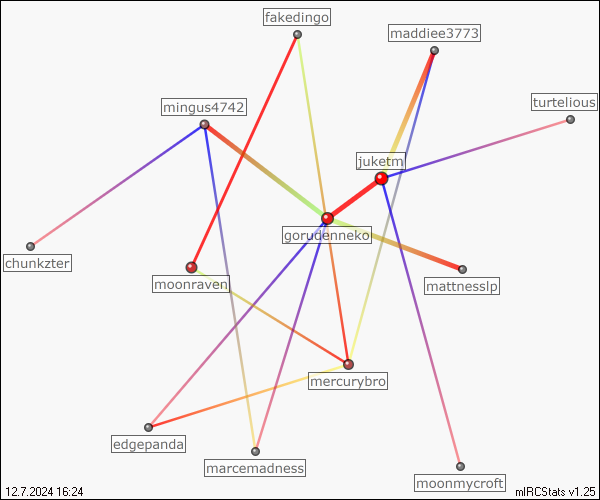 fakedingo
maddiee3773
mingus4742
turtelious
juketm
gorudenneko
chunkzter
moonraven
mattnesslp
mercurybro
edgepanda
marcemadness
moonmycroft
12.7.2024 16:24
mIRCStats v1.25